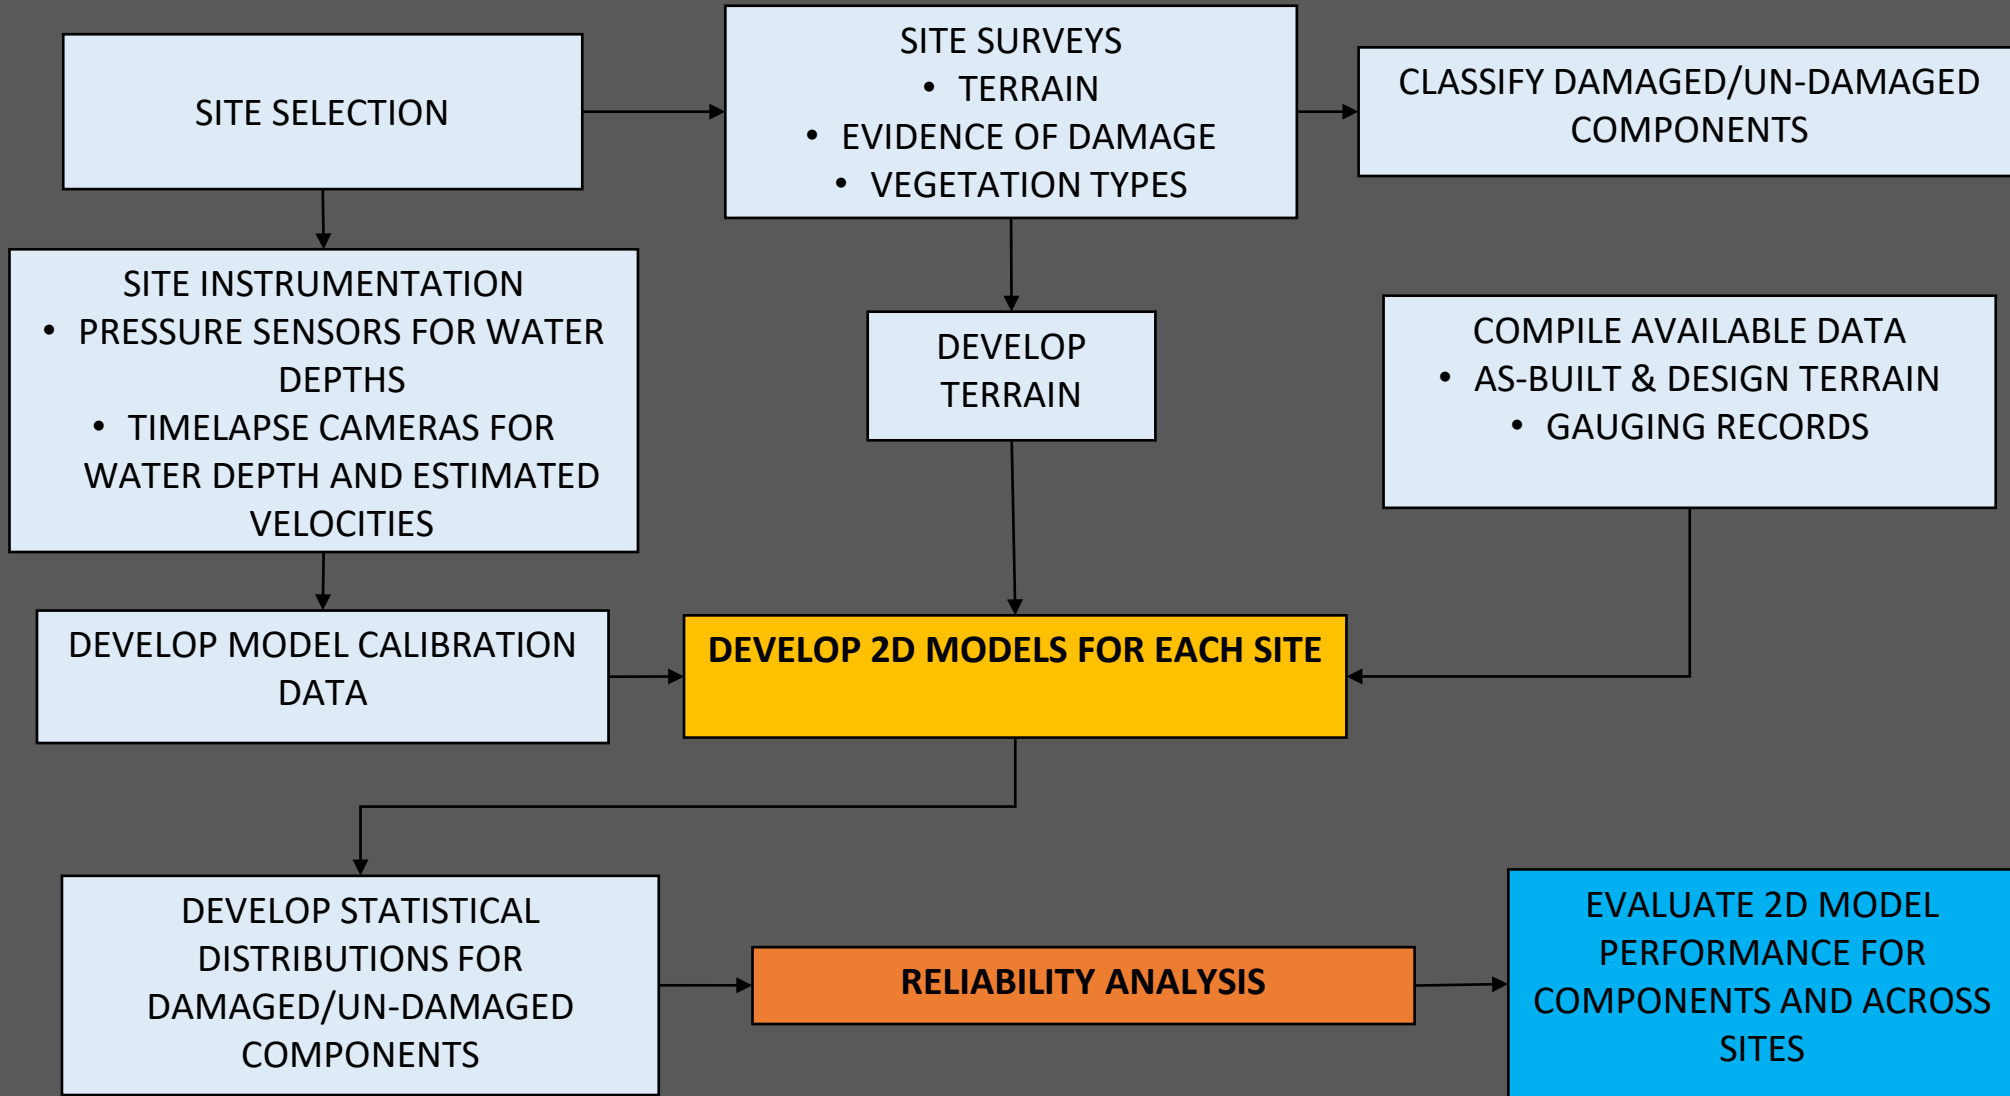 SITE SELECTION
SITE SURVEYS
• TERRAIN
• EVIDENCE OF DAMAGE
• VEGETATION TYPES
CLASSIFY DAMAGED/UN-DAMAGED
COMPONENTS
SITE INSTRUMENTATION
• PRESSURE SENSORS FOR WATER
DEPTHS
• TIMELAPSE CAMERAS FOR
WATER DEPTH AND ESTIMATED
VELOCITIES
DEVELOP
TERRAIN
COMPILE AVAILABLE DATA
• AS-BUILT & DESIGN TERRAIN
• GAUGING RECORDS
DEVELOP MODEL CALIBRATION
DATA
DEVELOP 2D MODELS FOR EACH SITE
DEVELOP STATISTICAL
DISTRIBUTIONS FOR
DAMAGED/UN-DAMAGED
COMPONENTS
RELIABILITY ANALYSIS
EVALUATE 2D MODEL
PERFORMANCE FOR
COMPONENTS AND ACROSS
SITES